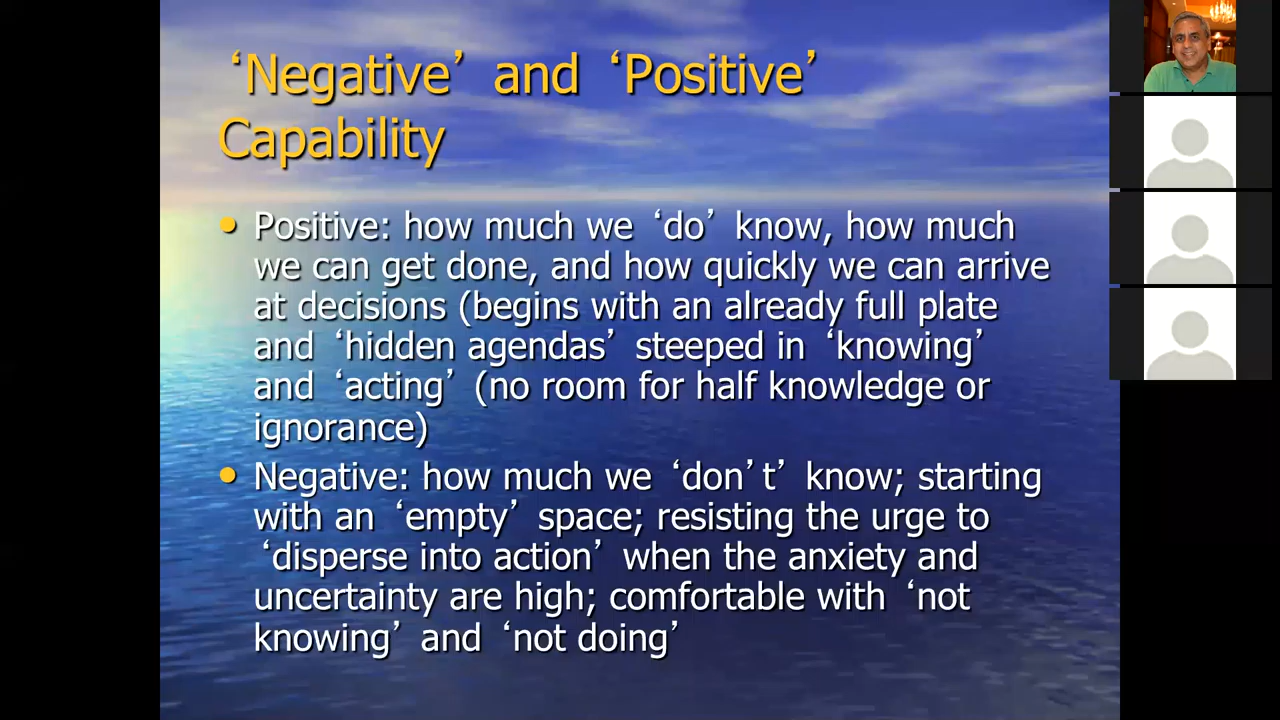 ‘Negative’ and ‘Positive’
Capability
• Positive: how much we ‘do’ know, how much
we can get done, and how quickly we can arrive
at decisions (begins with an already full plate
and ‘hidden agendas’ steeped in ‘knowing’
and ‘acting’ (no room for half knowledge or
ignorance)
• Negative: how much we ‘don’t’ know; starting
with an ‘empty’ space; resisting the urge to
‘disperse into action’ when the anxiety and
uncertainty are high; comfortable with ‘not
knowing’ and ‘not doing’